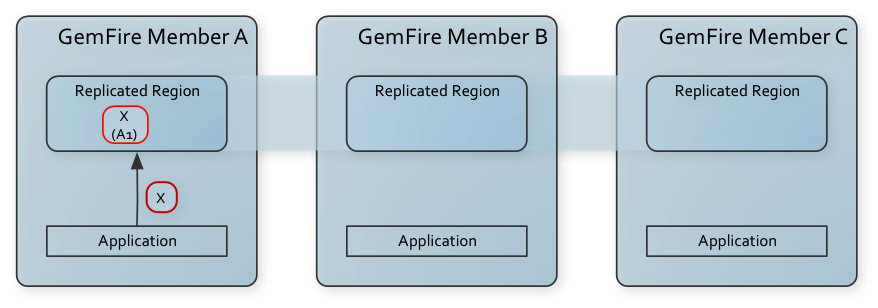 GemFire Member A
GemFire Member B
GemFire Member C
Replicated Region
Replicated Region
Replicated Region
X
(A1)
X
Application
Application
Application